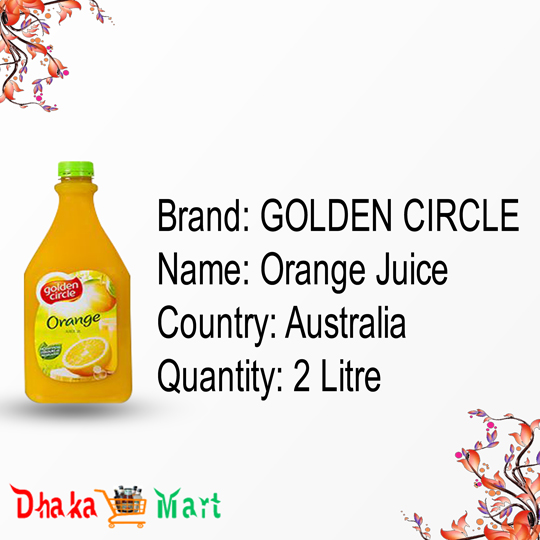 Brand: GOLDEN CIRCLE
Name: Orange Juice
Country: Australia
Quantity: 2 Litre
golden
circle
Orange
Dhaka Mart